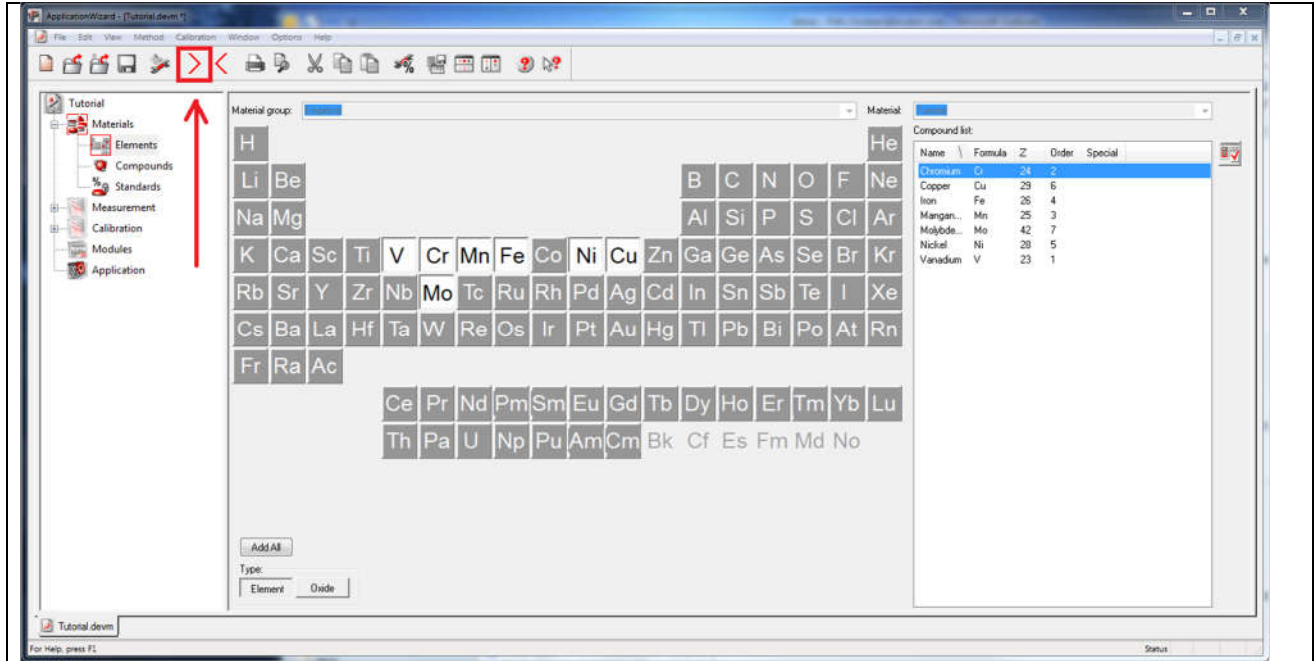 ApplicationWizard - [Tutorial.devm *]
File Edit View Method Calibration Window Options Help
Tutorial
Materials
Elements
Compounds
Standards
Measurement
Calibration
Modules
Application
Material group:
Material:
H He
Li Be B C N O F Ne
Na Mg Al Si P S Cl Ar
K Ca Sc Ti V Cr Mn Fe Co Ni Cu Zn Ga Ge As Se Br Kr
Rb Sr Y Zr Nb Mo Tc Ru Rh Pd Ag Cd In Sn Sb Te I Xe
Cs Ba La Hf Ta W Re Os Ir Pt Au Hg Tl Pb Bi Po At Rn
Fr Ra Ac
Ce Pr Nd Pm Sm Eu Gd Tb Dy Ho Er Tm Yb Lu
Th Pa U Np Pu Am Cm Bk Cf Es Fm Md No
Add All
Type:
Element Oxide
Compound list:
Name Formula Z Order Special
Chromium Cr 24 2
Copper Cu 29 6
Iron Fe 26 4
Mangan... Mn 25 3
Molybde... Mo 42 7
Nickel Ni 28 5
Vanadium V 23 1
Tutorial.devm
For Help, press F1
Status